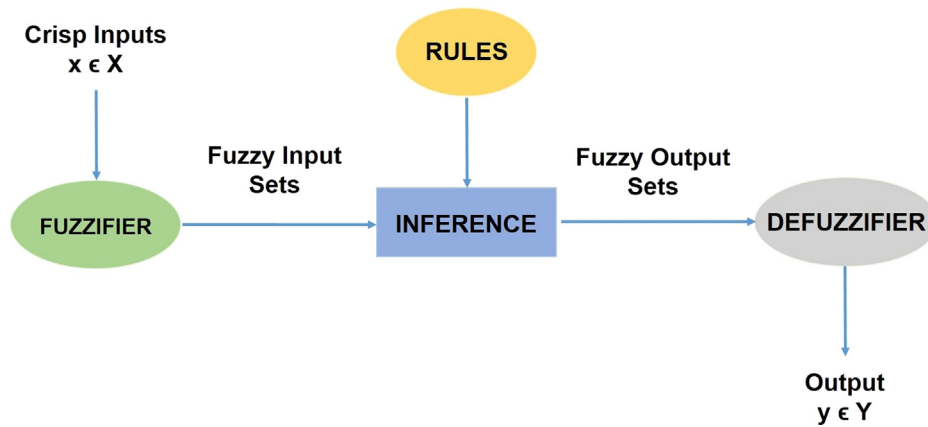 Crisp Inputs
x ϵ X
RULES
Fuzzy Input
Sets
Fuzzy Output
Sets
FUZZIFIER
INFERENCE
DEFUZZIFIER
Output
y ϵ Y